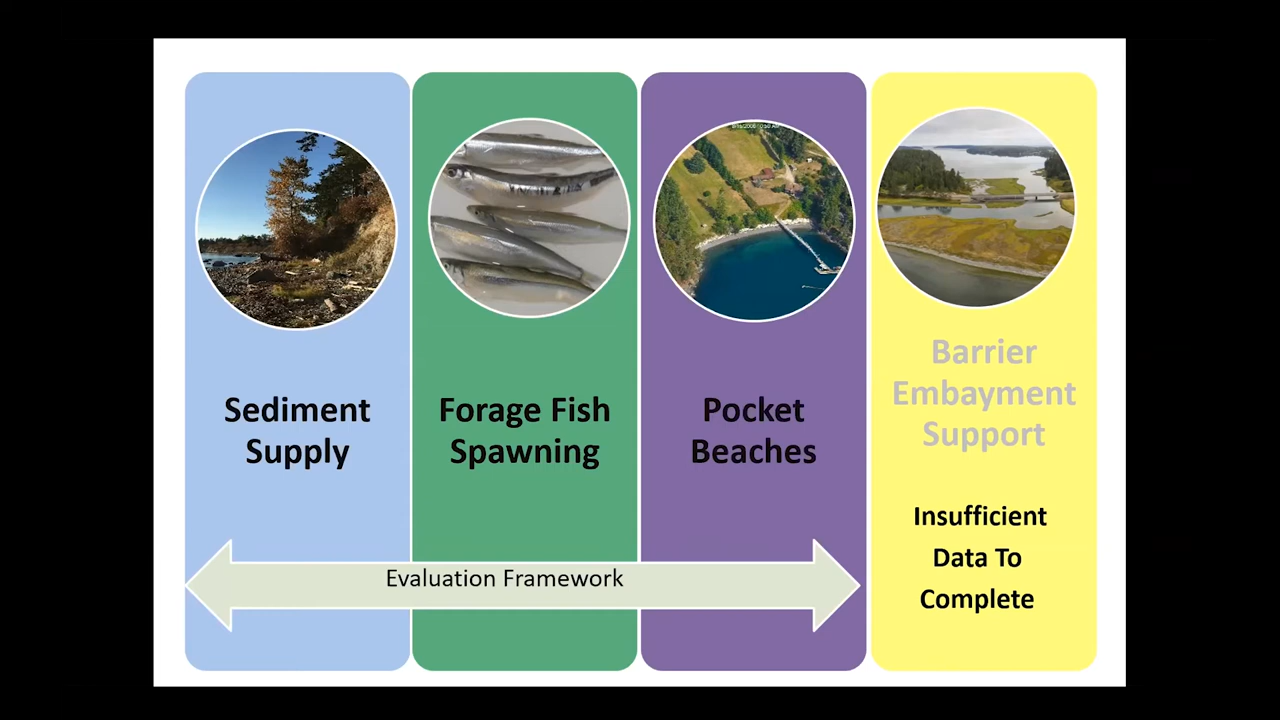 Sediment
Supply
Forage Fish
Spawning
Pocket
Beaches
Barrier
Embayment
Support
Insufficient
Data To
Complete
Evaluation Framework